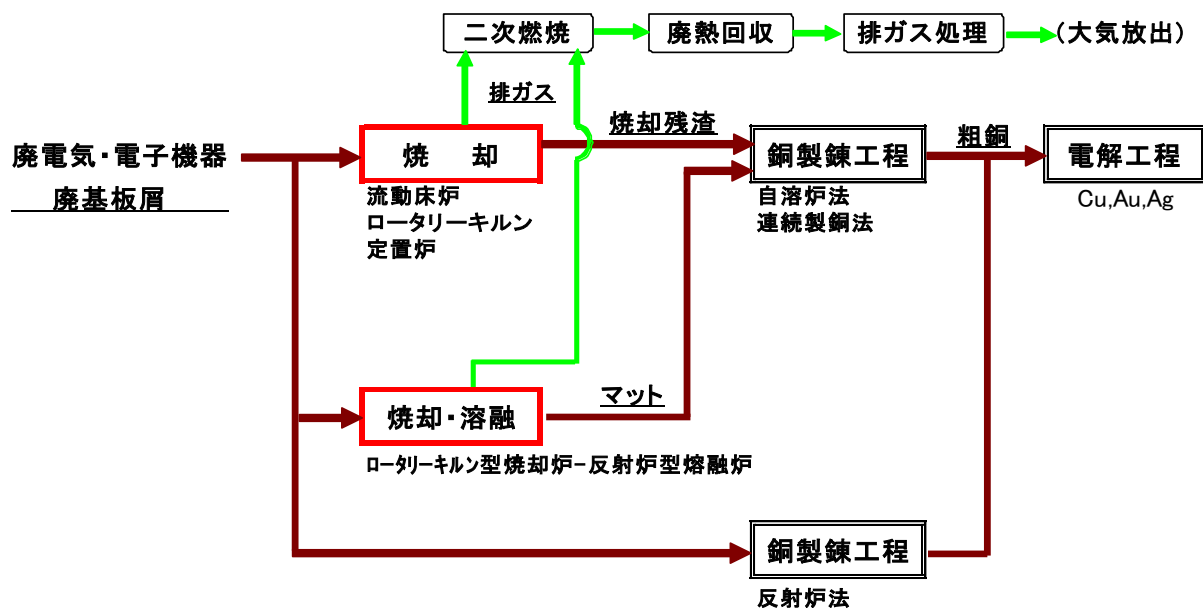 二次燃焼
廃熱回収
排ガス処理
(大気放出)
排ガス
焼却残渣
粗銅
廃電気・電子機器
廃基板屑
焼 却
銅製錬工程
電解工程
流動床炉
ロータリーキルン
定置炉
自溶炉法
連続製銅法
Cu,Au,Ag
マット
焼却・溶融
ロータリーキルン型焼却炉-反射炉型熔融炉
銅製錬工程
反射炉法